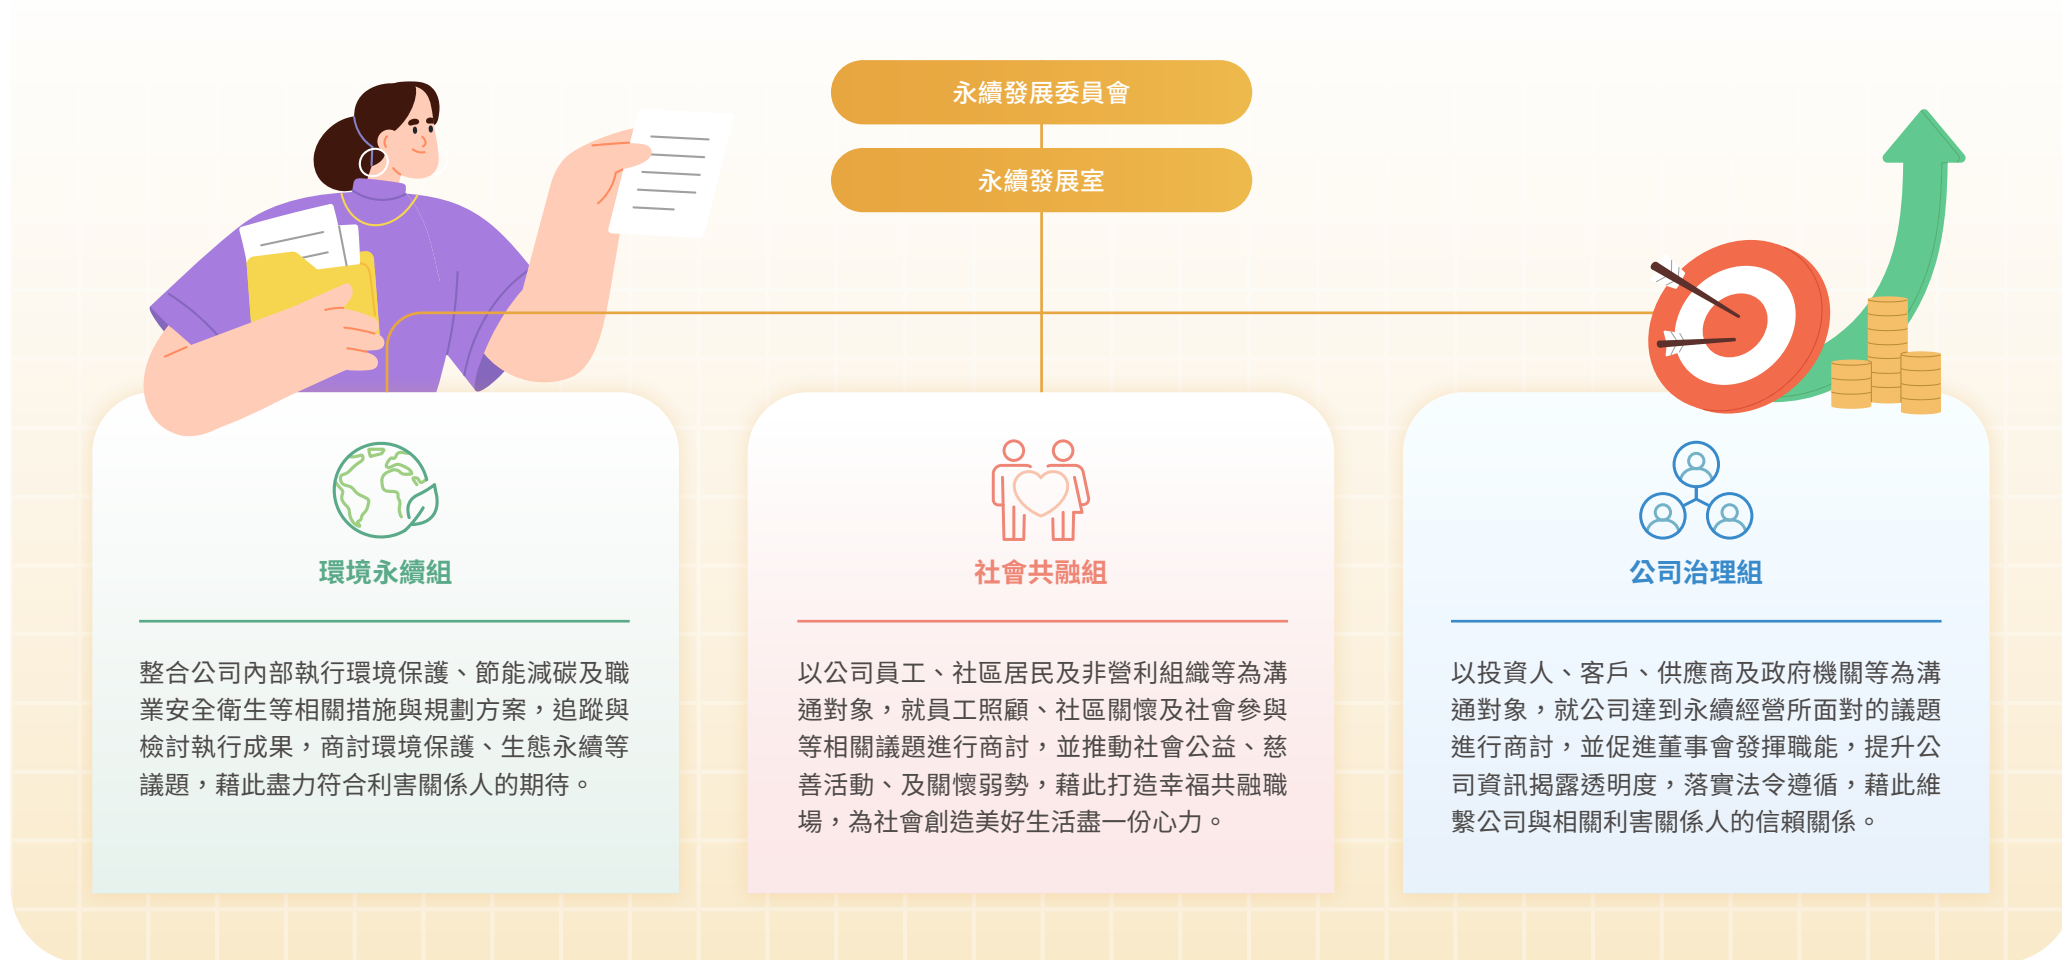 永續發展委員會
永續發展室
環境永續組
整合公司內部執行環境保護、節能減碳及職
業安全衛生等相關措施與規劃方案，追蹤與
檢討執行成果，商討環境保護、生態永續等
議題，藉此盡力符合利害關係人的期待。
社會共融組
以公司員工、社區居民及非營利組織等為溝
通對象，就員工照顧、社區關懷及社會參與
等相關議題進行商討，並推動社會公益、慈
善活動、及關懷弱勢，藉此打造幸福共融職
場，為社會創造美好生活盡一份心力。
公司治理組
以投資人、客戶、供應商及政府機關等為溝
通對象，就公司達到永續經營所面對的議題
進行商討，並促進董事會發揮職能，提升公
司資訊揭露透明度，落實法令遵循，藉此維
繫公司與相關利害關係人的信賴關係。